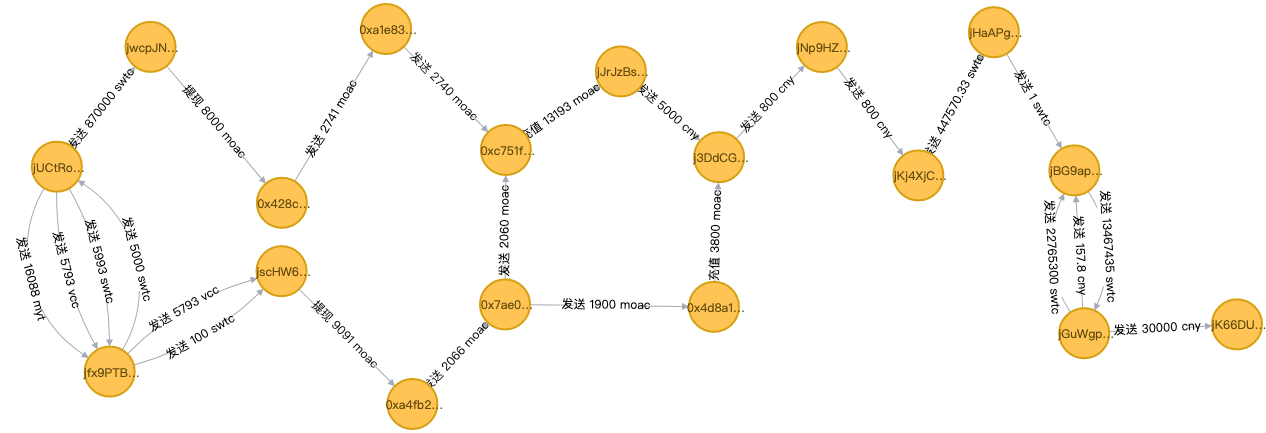 jwcpJN...
0xa1e83...
jJrJzBs...
jNp9HZ...
jHaAPg...
jUCtRo...
0x428c...
0xc751f...
j3DdCG...
jKj4XjC...
jBG9ap...
jscHW6...
0x7ae0...
0x4d8a1...
jGuWgp...
jK66DU...
jfx9PTB...
0xa4fb2...
发送 870000 swtc
提现 8000 moac
发送 2741 moac
发送 2740 moac
充值 13193 moac
发送 5000 cny
发送 800 cny
发送 800 cny
发送 447570.33 swtc
发送 1 swtc
发送 16088 myt
发送 5793 vcc
发送 5993 swtc
发送 5000 swtc
发送 5793 vcc
发送 100 swtc
提现 9091 moac
发送 2066 moac
发送 2060 moac
发送 1900 moac
充值 3800 moac
发送 22765300 swtc
发送 157.8 cny
发送 13467435 swtc
发送 30000 cny